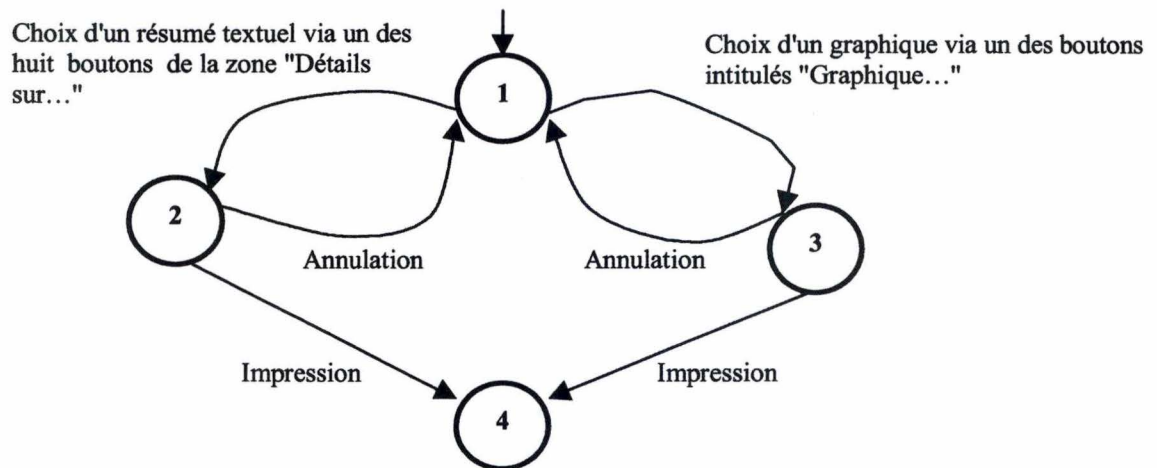 Choix d'un résumé textuel via un des
huit boutons de la zone "Détails
sur…"
Choix d'un graphique via un des boutons
intitulés "Graphique…"
1
2
3
Annulation
Annulation
Impression
Impression
4